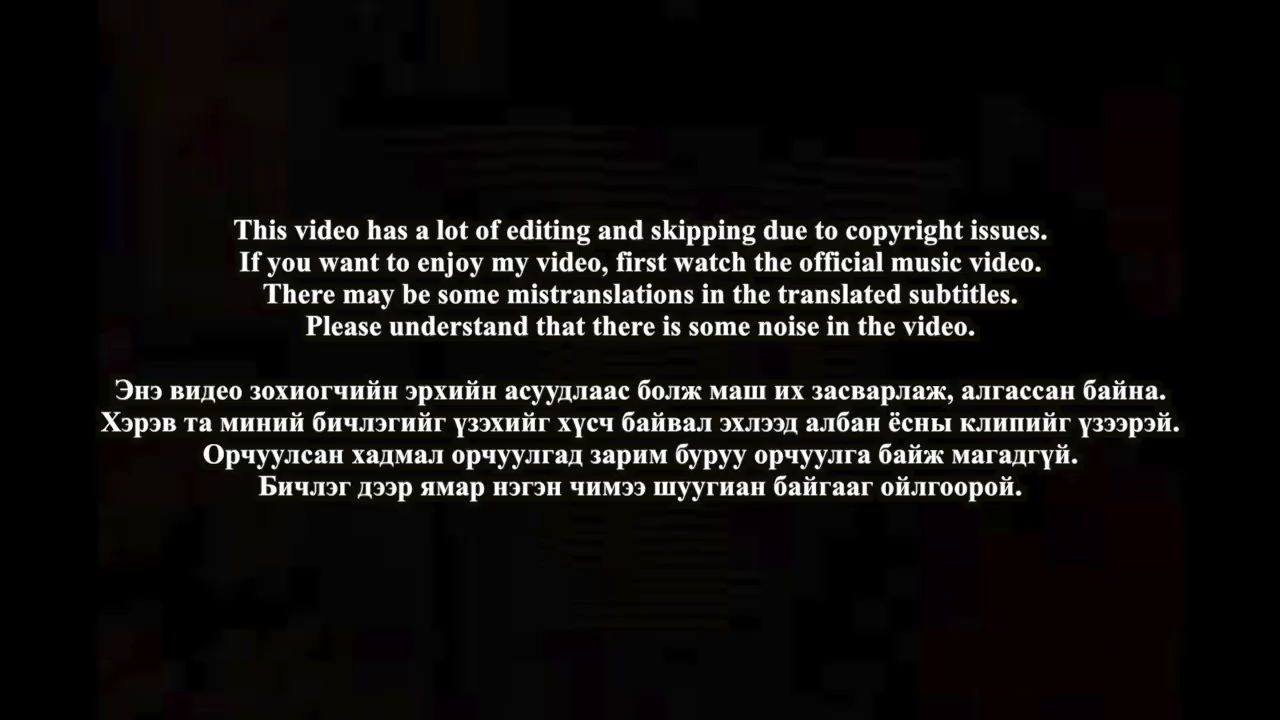 This video has a lot of editing and skipping due to copyright issues.
If you want to enjoy my video, first watch the official music video.
There may be some mistranslations in the translated subtitles.
Please understand that there is some noise in the video.
Энэ видео зохиогчийн эрхийн асуудлаас болж маш их засварлаж, алгассан байна.
Хэрэв та миний бичлэгийг үзэхийг хүсч байвал эхлээд албан ёсны клипийг үзээрэй.
Орчуулсан хадмал орчуулгад зарим буруу орчуулга байж магадгүй.
Бичлэг дээр ямар нэгэн чимээ шуугиан байгааг ойлгоорой.